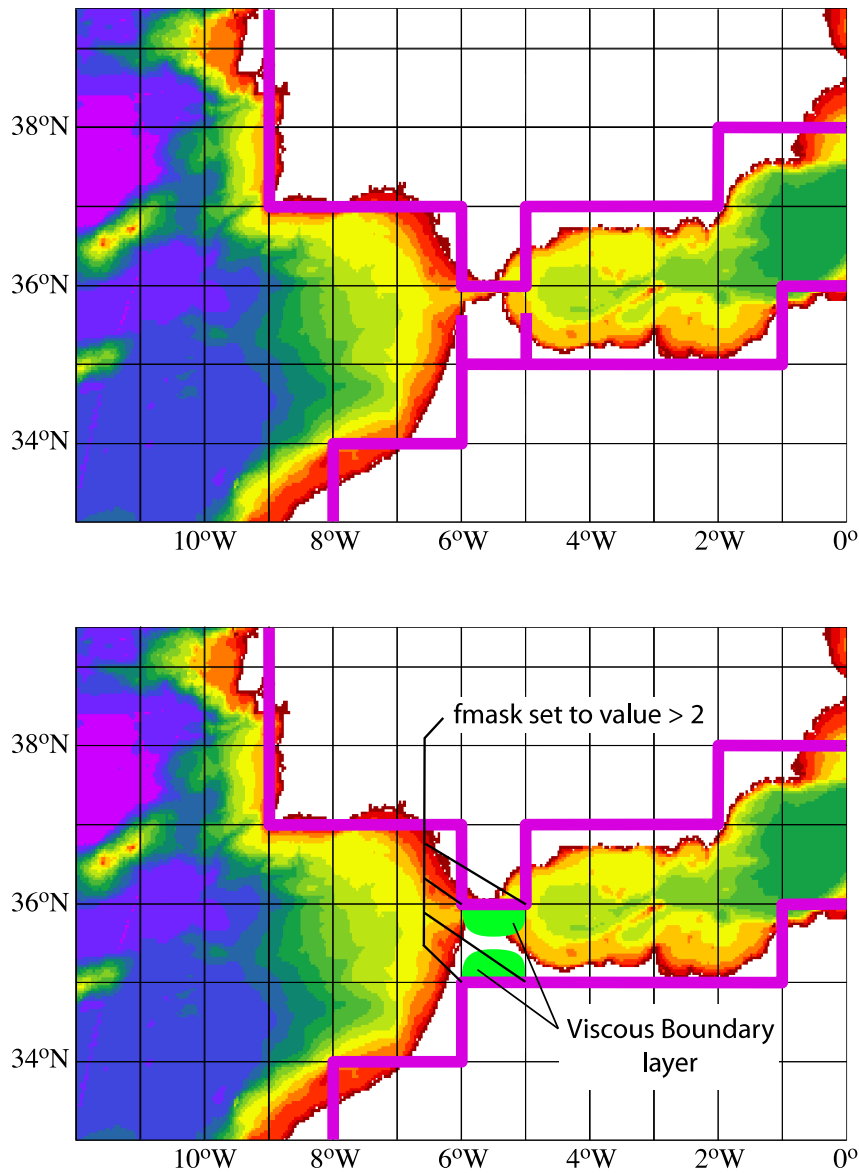 38ºN
36ºN
34ºN
10ºW 8ºW 6ºW 4ºW 2ºW 0º
fmask set to value > 2
38ºN
36ºN
Viscous Boundary
layer
34ºN
10ºW 8ºW 6ºW 4ºW 2ºW 0º